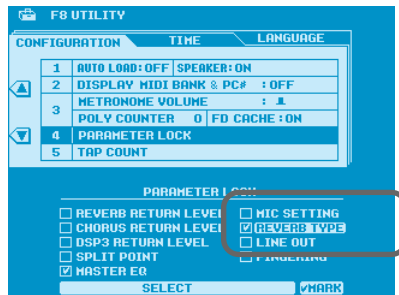 F8 UTILITY
CONFIGURATION TIME LANGUAGE
1 AUTO LOAD: OFF SPEAKER: ON
2 DISPLAY MIDI BANK & PC# : OFF
3 METRONOME VOLUME :
POLY COUNTER 0 FD CACHE : ON
4 PARAMETER LOCK
5 TAP COUNT
PARAMETER LOCK
REVERB RETURN LEVEL MIC SETTING
CHORUS RETURN LEVEL REVERB TYPE
DSP3 RETURN LEVEL LINE OUT
SPLIT POINT FINGERING
MASTER EQ
SELECT ✓MARK